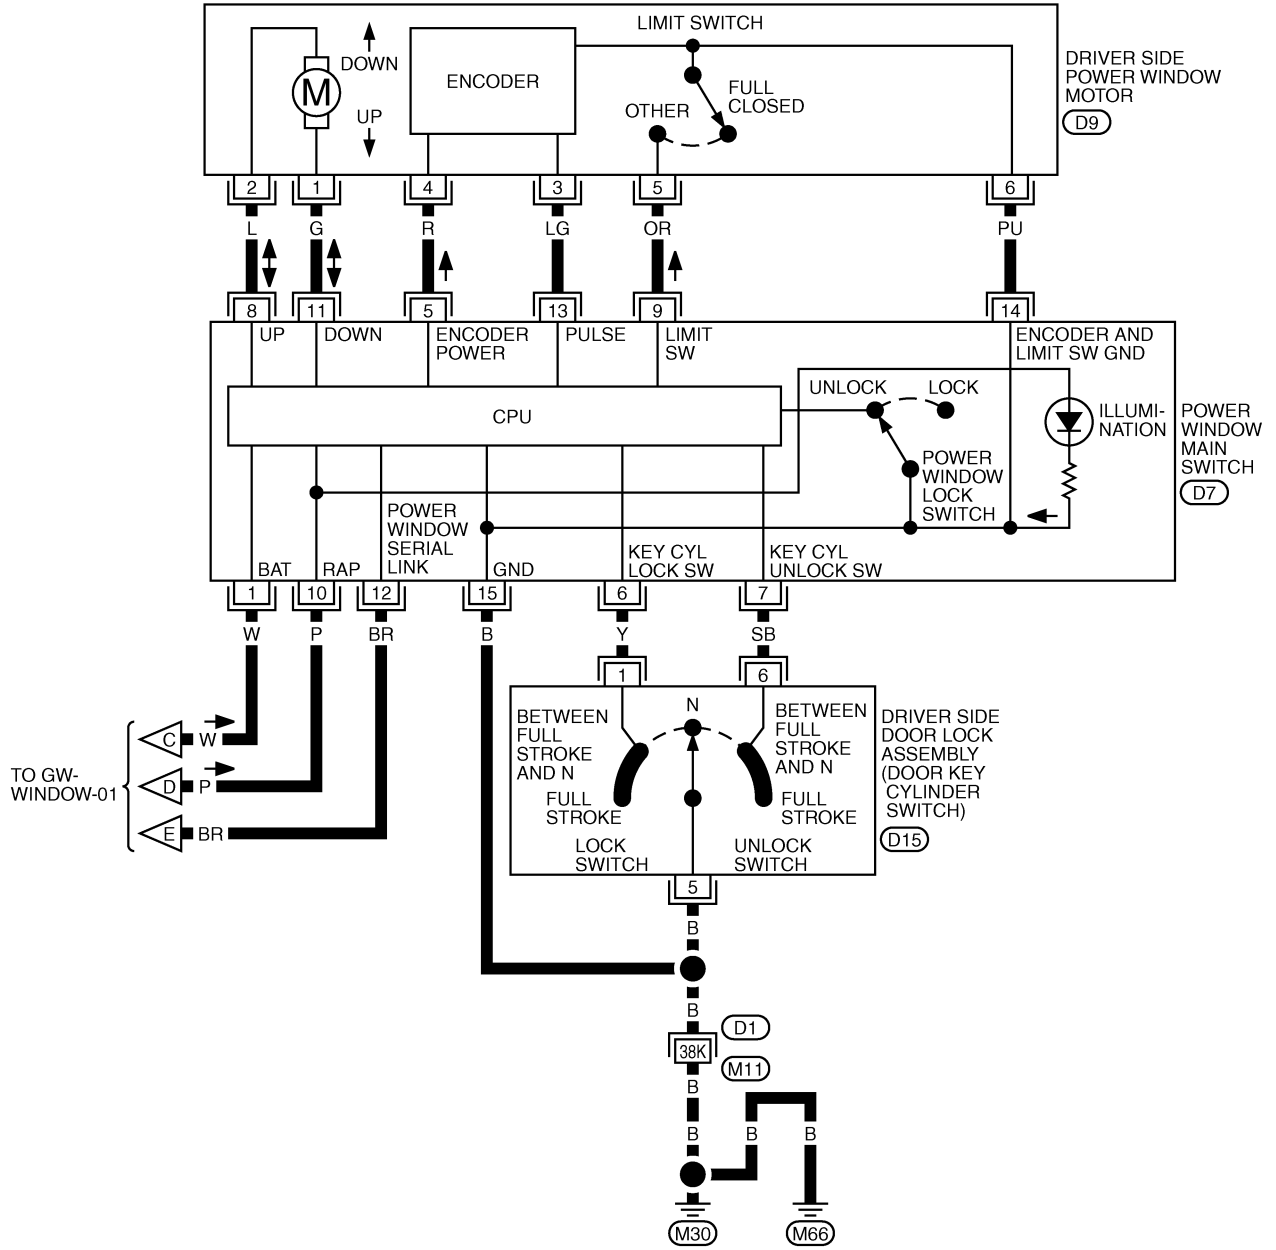 LIMIT SWITCH
DOWN
M
UP
ENCODER
OTHER
FULL
CLOSED
DRIVER SIDE
POWER WINDOW
MOTOR
D9
2
1
4
3
5
6
L
G
R
LG
OR
PU
8
11
5
13
9
14
UP
DOWN
ENCODER
POWER
PULSE
LIMIT
SW
ENCODER AND
LIMIT SW GND
CPU
UNLOCK
LOCK
ILLUMI-
NATION
POWER
WINDOW
MAIN
SWITCH
D7
POWER
WINDOW
LOCK
SWITCH
POWER
WINDOW
SERIAL
LINK
BAT
RAP
GND
KEY CYL
LOCK SW
KEY CYL
UNLOCK SW
1
10
12
15
6
7
W
P
BR
B
Y
SB
1
6
N
BETWEEN
FULL
STROKE
AND N
FULL
STROKE
BETWEEN
FULL
STROKE
AND N
FULL
STROKE
LOCK
SWITCH
UNLOCK
SWITCH
DRIVER SIDE
DOOR LOCK
ASSEMBLY
(DOOR KEY
CYLINDER
SWITCH)
D15
TO GW-
WINDOW-01
C
W
D
P
E
BR
5
B
B
D1
38K
M11
B
B
B
B
M30
M66